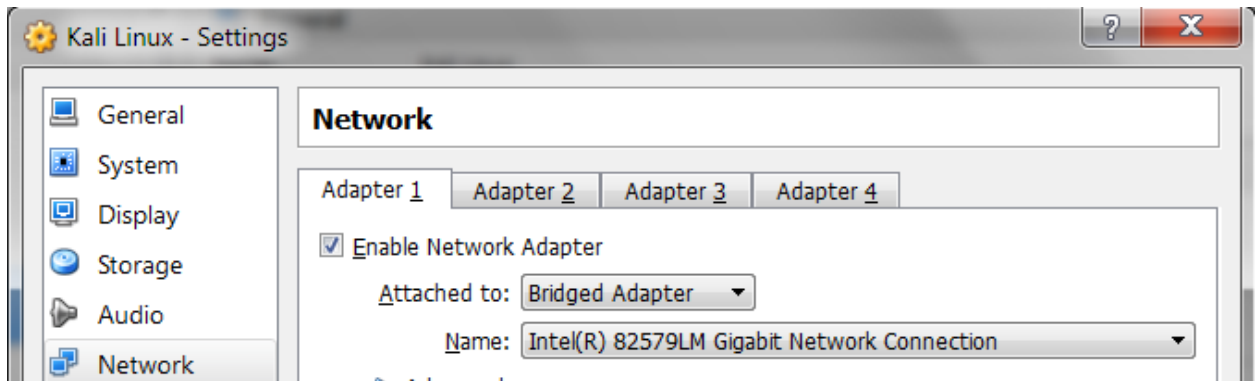 Kali Linux - Settings
?
X
General
System
Display
Storage
Audio
Network
Network
Adapter 1
Adapter 2
Adapter 3
Adapter 4
Enable Network Adapter
Attached to: Bridged Adapter
Name: Intel(R) 82579LM Gigabit Network Connection